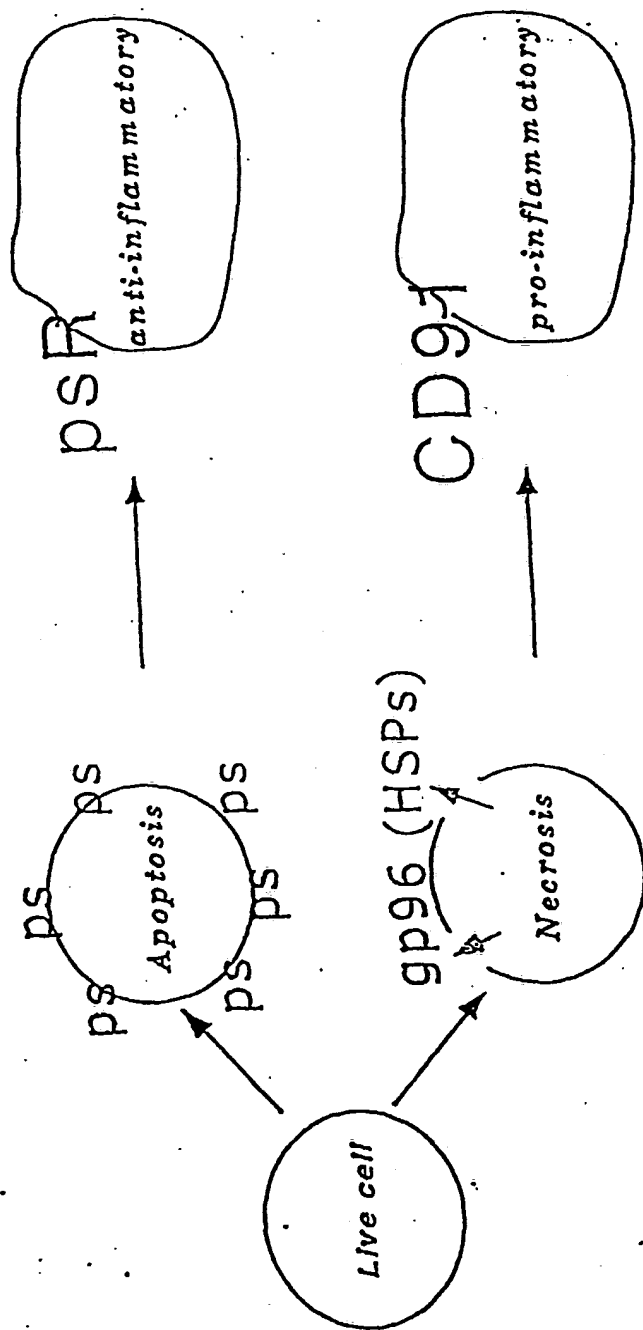 Live cell
ps
ps
ps
ps
ps
ps
Apoptosis
psR
anti-inflammatory
gp96 (HSPs)
Necrosis
CD91
pro-inflammatory